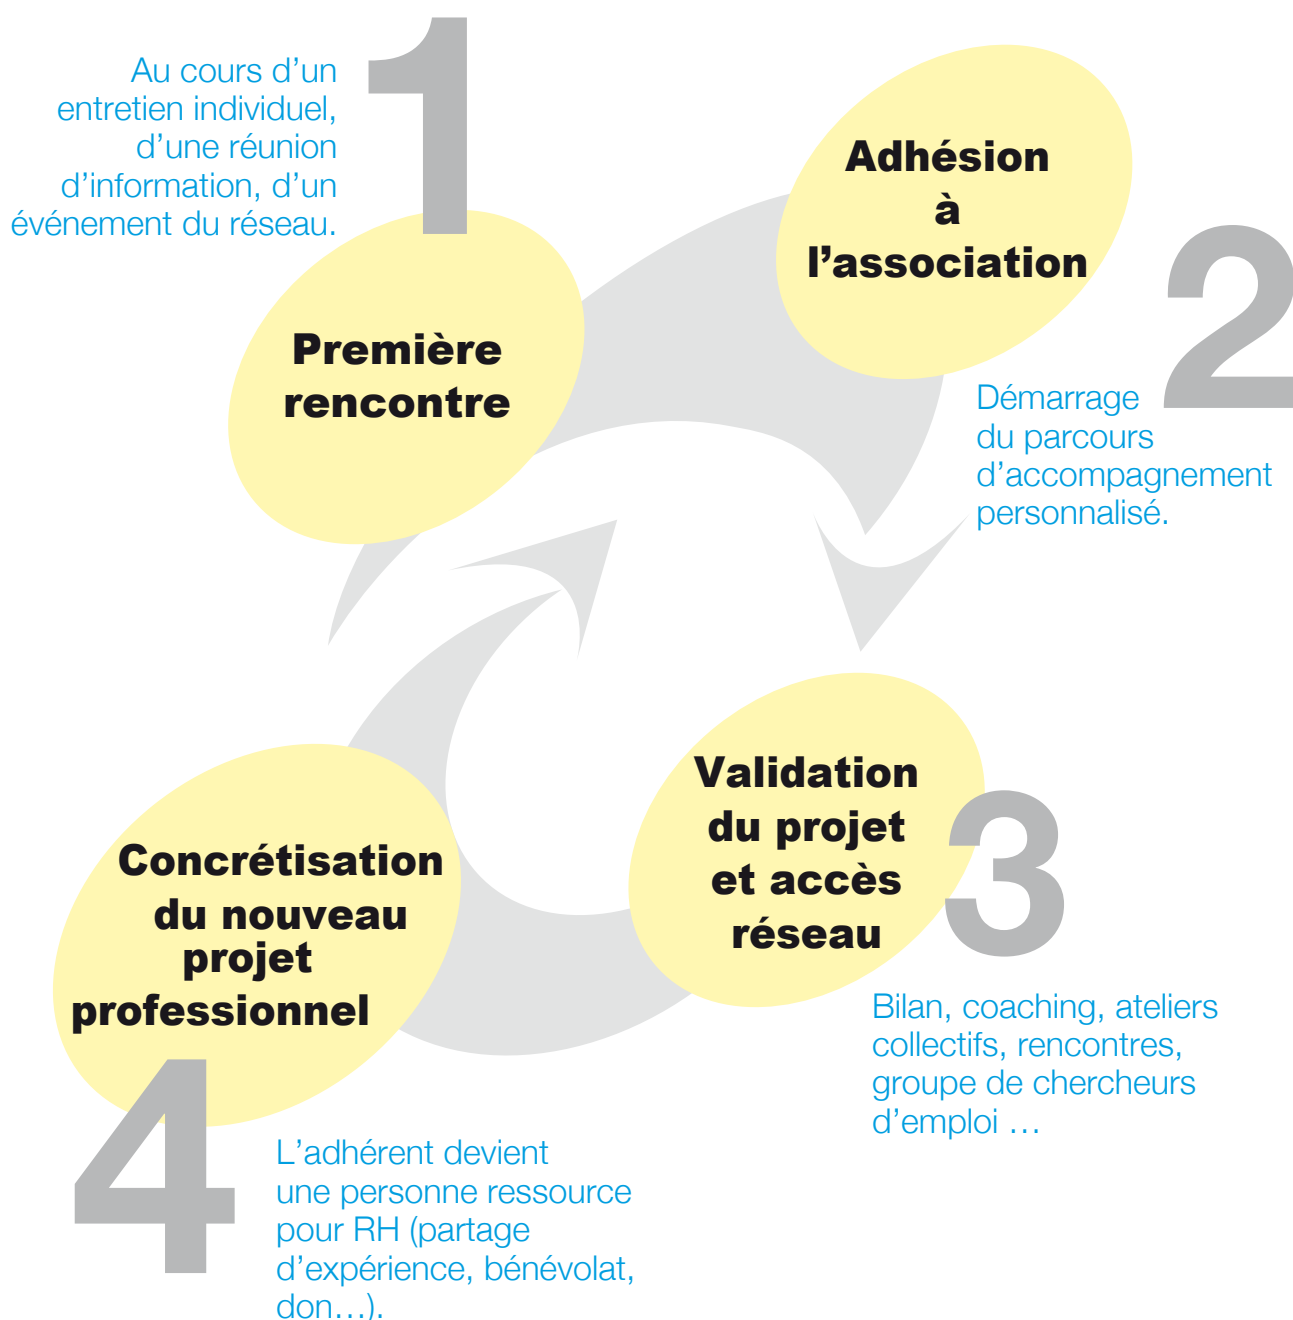 1
Au cours d’un
entretien individuel,
d’une réunion
d’information, d’un
événement du réseau.
Première
rencontre
Adhésion
à
l’association
2
Démarrage
du parcours
d’accompagnement
personnalisé.
Validation
du projet
et accès
réseau
3
Bilan, coaching, ateliers
collectifs, rencontres,
groupe de chercheurs
d’emploi …
Concrétisation
du nouveau
projet
professionnel
4
L’adhérent devient
une personne ressource
pour RH (partage
d’expérience, bénévolat,
don…).